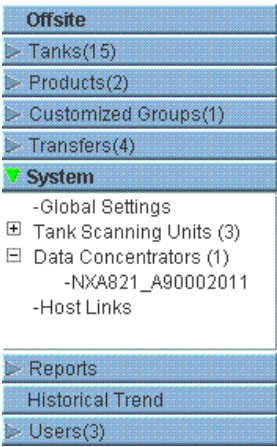 Offsite
Tanks(15)
Products(2)
Customized Groups(1)
Transfers(4)
System
-Global Settings
Tank Scanning Units (3)
Data Concentrators (1)
-NXA821_A90002011
-Host Links
Reports
Historical Trend
Users(3)